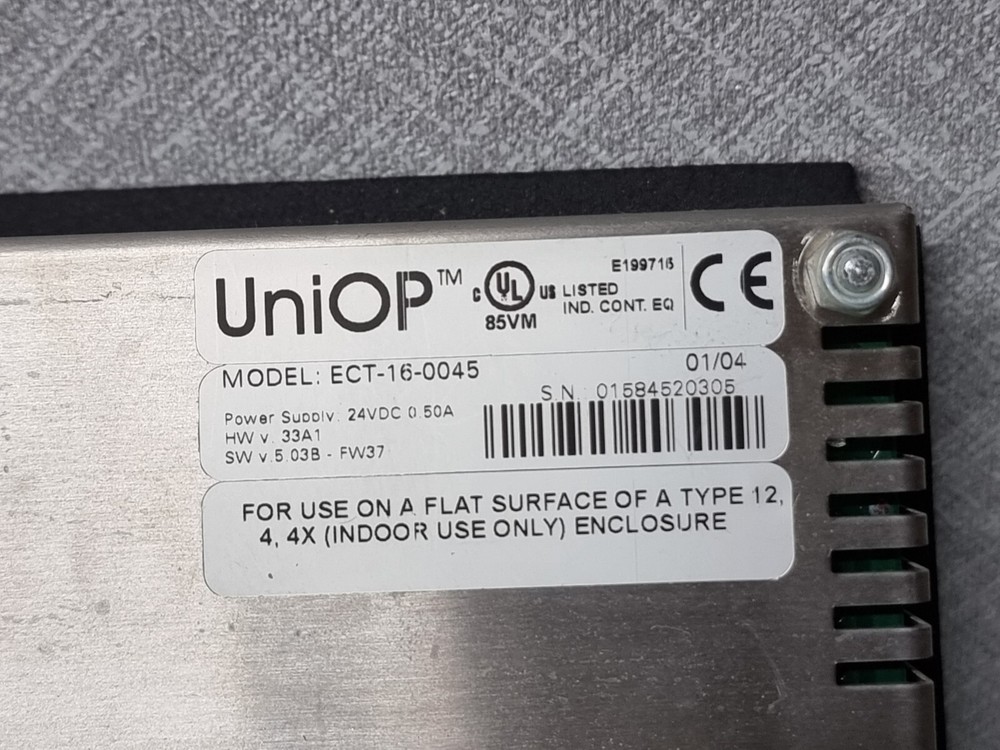 UniOP™
C UL US LISTED
85VM
IND. CONT. EQ
CE
MODEL: ECT-16-0045
01/04
S N: 01584520305
Power Supply: 24VDC 0.50A
HW v. 33A1
SW v.5.03B - FW37
FOR USE ON A FLAT SURFACE OF A TYPE 12,
4, 4X (INDOOR USE ONLY) ENCLOSURE